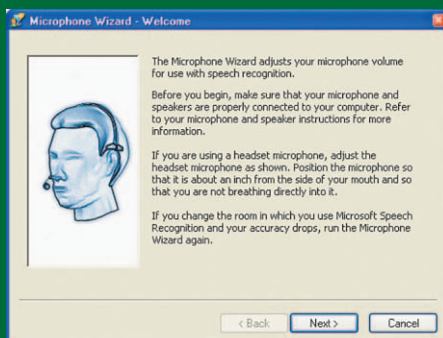 Microphone Wizard - Welcome
The Microphone Wizard adjusts your microphone volume
for use with speech recognition.
Before you begin, make sure that your microphone and
speakers are properly connected to your computer. Refer
to your microphone and speaker instructions for more
information.
If you are using a headset microphone, adjust the
headset microphone as shown. Position the microphone so
that it is about an inch from the side of your mouth and so
that you are not breathing directly into it.
If you change the room in which you use Microsoft Speech
Recognition and your accuracy drops, run the Microphone
Wizard again.
< Back Next > Cancel